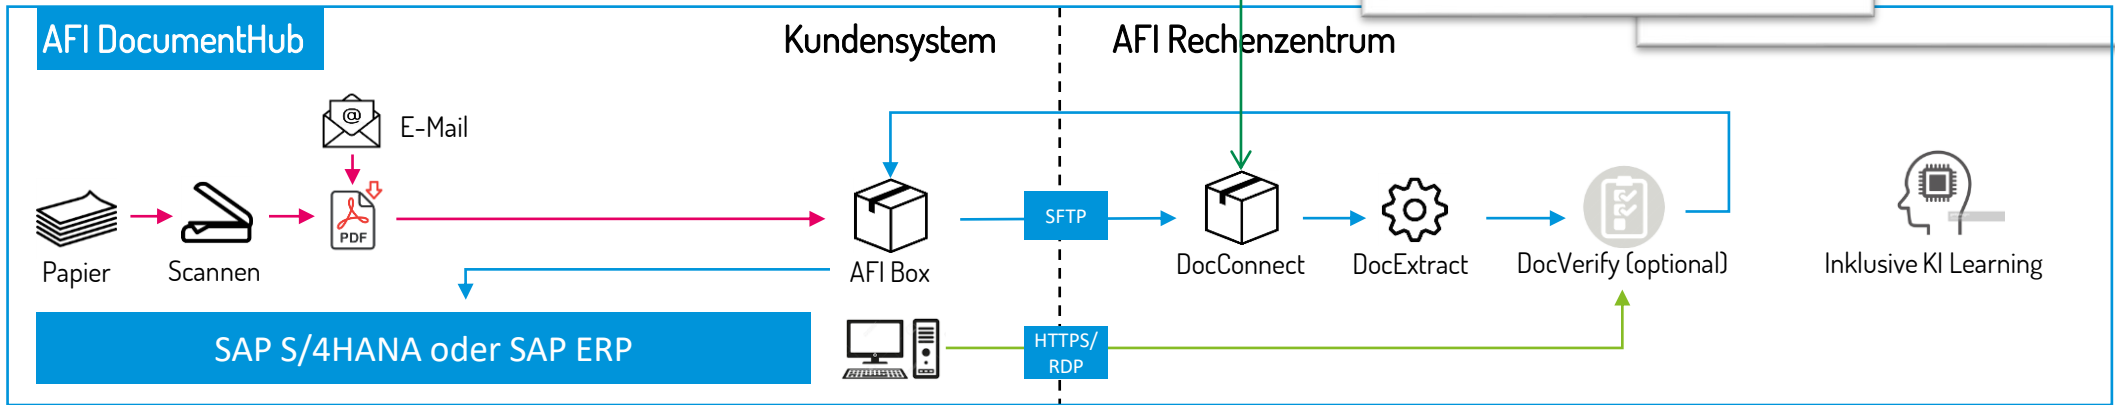 AFI DocumentHub
Kundensystem
AFI Rechenzentrum
@
E-Mail
PDF
SFTP
Papier
Scannen
AFI Box
DocConnect
DocExtract
DocVerify (optional)
Inklusive KI Learning
SAP S/4HANA oder SAP ERP
HTTPS/
RDP